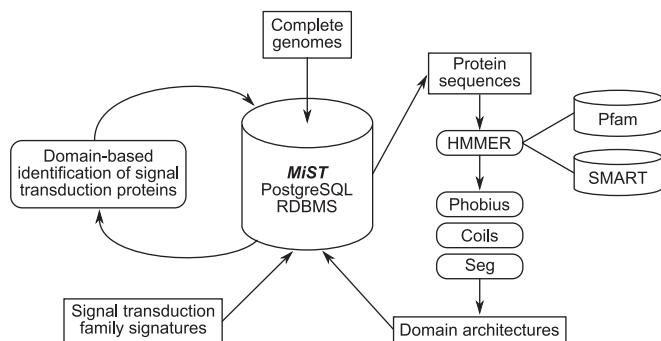 Complete
genomes
Protein
sequences
Pfam
HMMER
SMART
Domain-based
identification of signal
transduction proteins
MiST
PostgreSQL
RDBMS
Phobius
Coils
Seg
Signal transduction
family signatures
Domain architectures